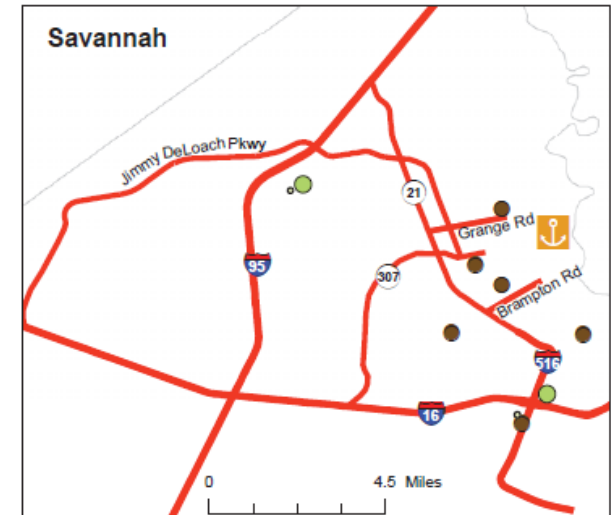 Savannah
Jimmy DeLoach Pkwy
21
Grange Rd
95
307
Brampton Rd
516
16
0 4.5 Miles